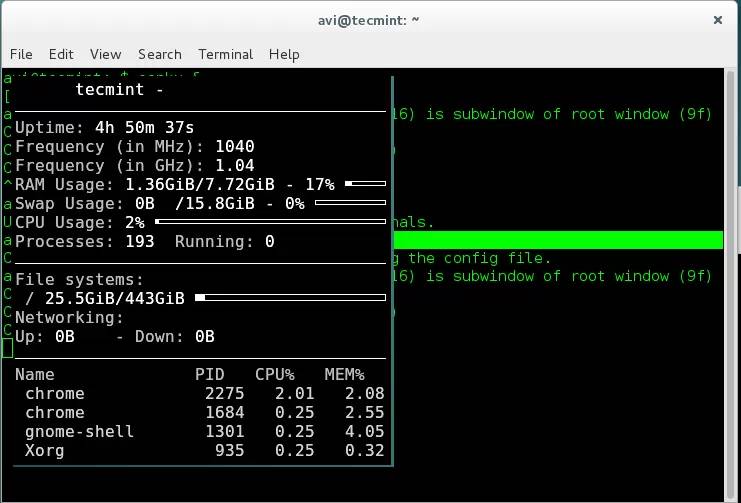 avi@tecmint: ~
File Edit View Search Terminal Help
tecmint -
16) is subwindow of root window (9f)
Uptime: 4h 50m 37s
Frequency (in MHz): 1040
Frequency (in GHz): 1.04
RAM Usage: 1.36GiB/7.72GiB - 17%
Swap Usage: 0B /15.8GiB - 0%
CPU Usage: 2%
Processes: 193 Running: 0
g the config file.
File systems:
16) is subwindow of root window (9f)
/ 25.5GiB/443GiB
Networking:
Up: 0B - Down: 0B
Name PID CPU% MEM%
chrome 2275 2.01 2.08
chrome 1684 0.25 2.55
gnome-shell 1301 0.25 4.05
Xorg 935 0.25 0.32